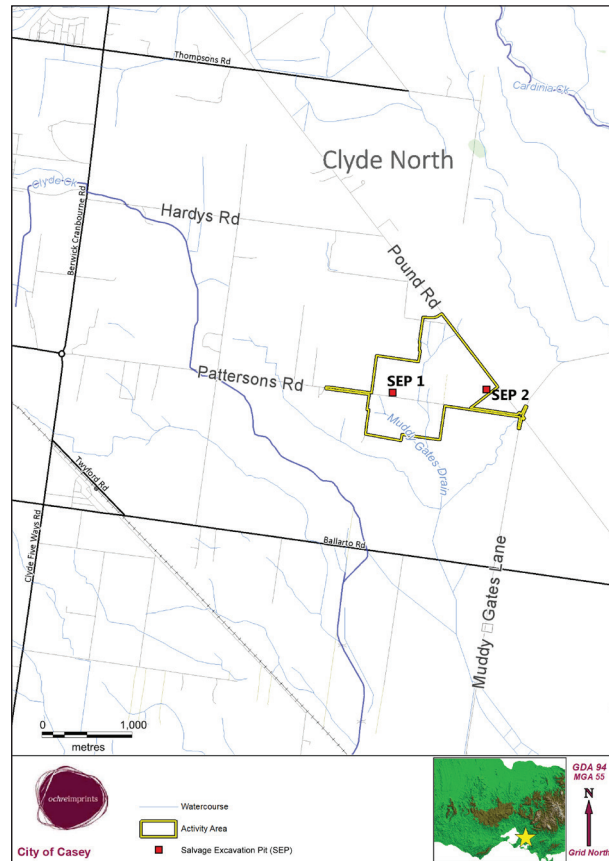 Thompsons Rd
Cardinia Ck
Clyde North
Clyde Ck
Berwick Cranbourne Rd
Hardys Rd
Pound Rd
Pattersons Rd
SEP 1
SEP 2
Muddy Gates Drain
Twyford Rd
Clyde Five Ways Rd
Ballarto Rd
Muddy Gates Lane
0 1,000
metres
ochreimprints
City of Casey
Watercourse
Activity Area
Salvage Excavation Pit (SEP)
GDA 94
MGA 55
N
Grid North